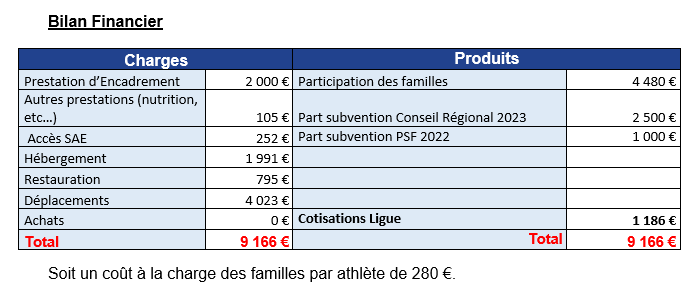 Bilan Financier
Charges Produits
Prestation d'Encadrement 2 000 € Participation des familles 4 480 €
Autres prestations (nutrition,
etc...) 105 € Part subvention Conseil Régional 2023 2 500 €
Accès SAE 252 € Part subvention PSF 2022 1 000 €
Hébergement 1 991 €
Restauration 795 €
Déplacements 4 023 €
Achats 0 € Cotisations Ligue 1 186 €
Total 9 166 € Total 9 166 €
Soit un coût à la charge des familles par athlète de 280 €.